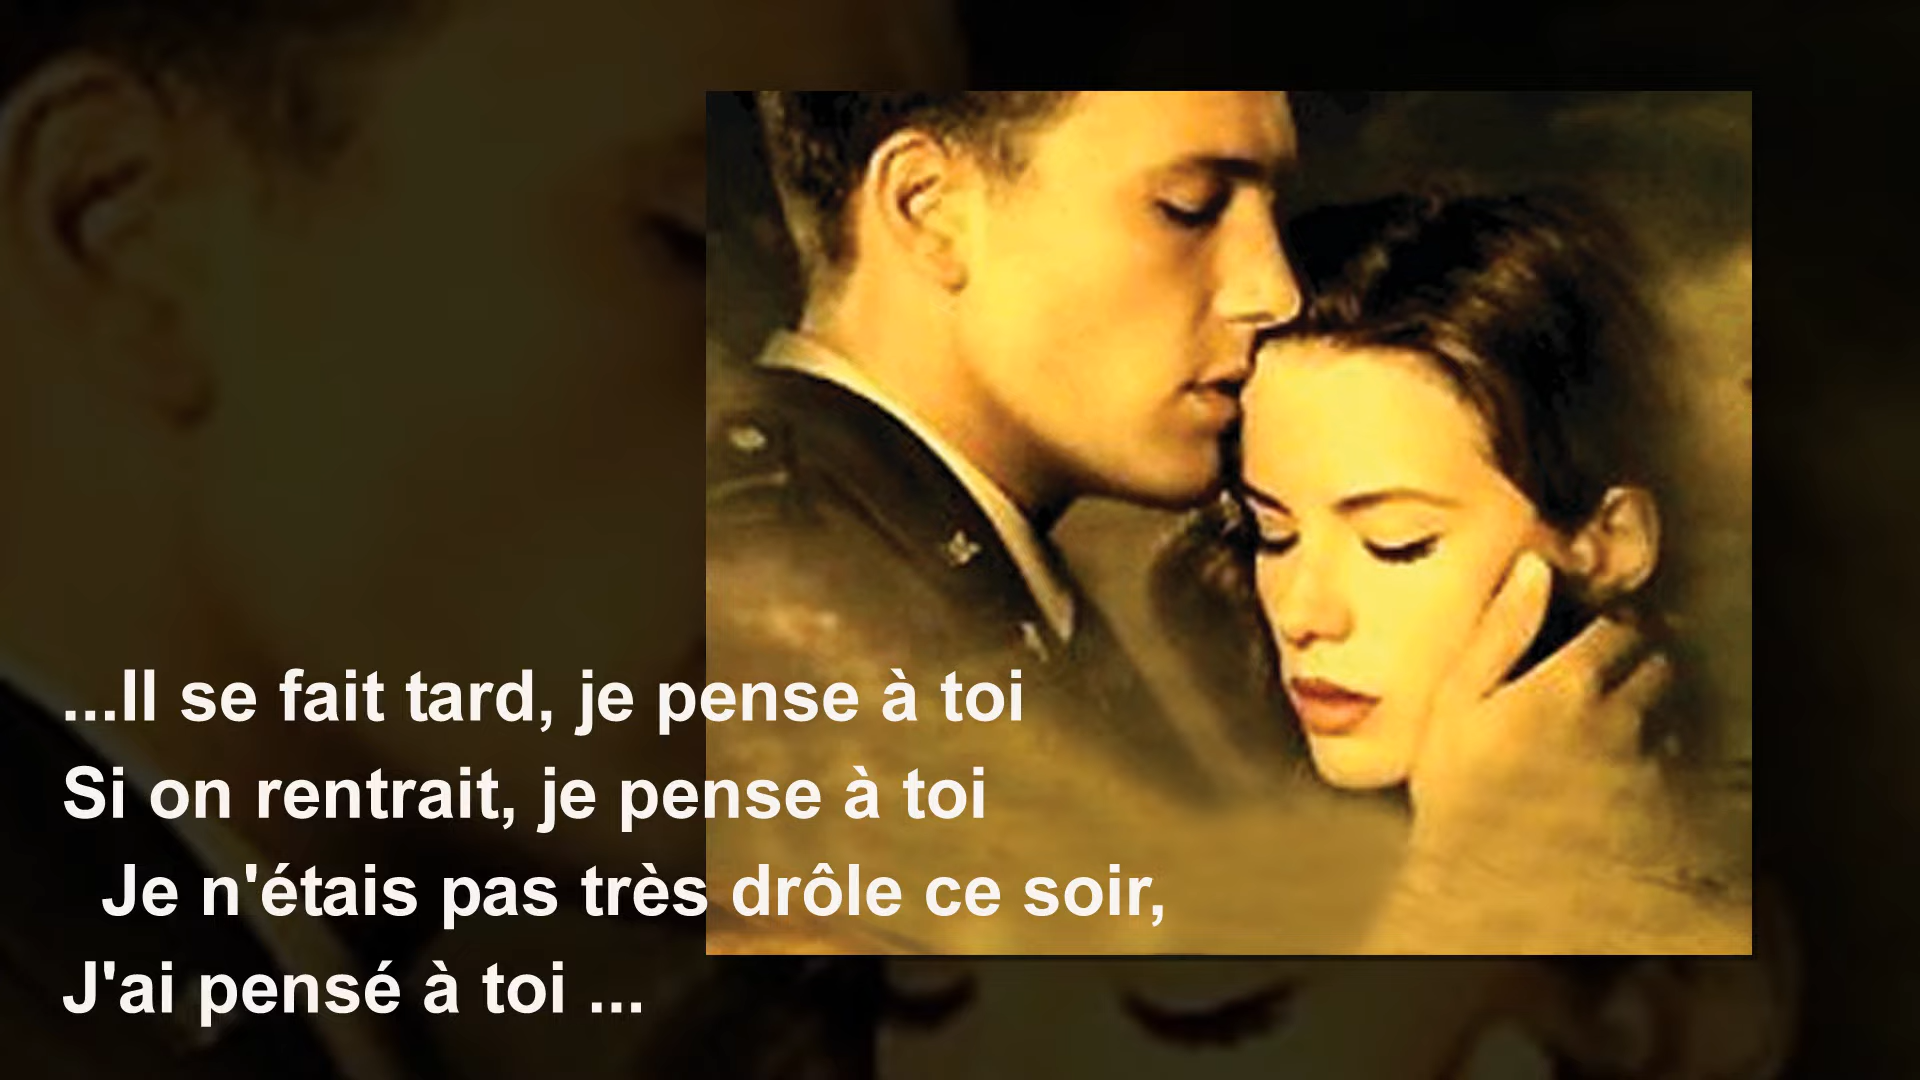 ...Il se fait tard, je pense à toi
Si on rentrait, je pense à toi
Je n'étais pas très drôle ce soir,
J'ai pensé à toi ...